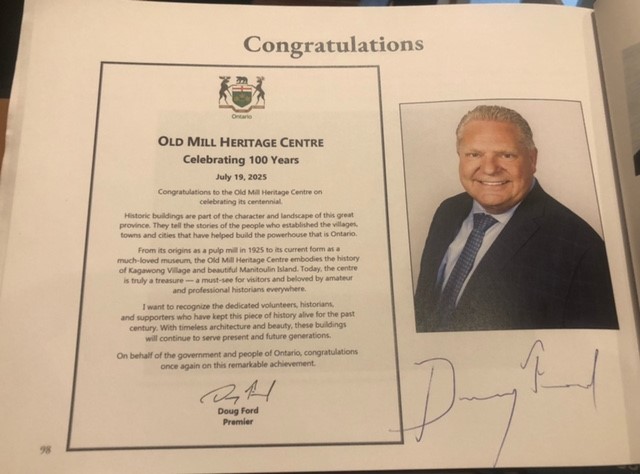 Congratulations
Ontario
OLD MILL HERITAGE CENTRE
Celebrating 100 Years
July 19, 2025
Congratulations to the Old Mill Heritage Centre on
celebrating its centennial.
Historic buildings are part of the character and landscape of this great
province. They tell the stories of the people who established the villages,
towns and cities that have helped build the powerhouse that is Ontario.
From its origins as a pulp mill in 1925 to its current form as a
much-loved museum, the Old Mill Heritage Centre embodies the history
of Kagawong Village and beautiful Manitoulin Island. Today, the centre
is truly a treasure — a must-see for visitors and beloved by amateur
and professional historians everywhere.
I want to recognize the dedicated volunteers, historians,
and supporters who have kept this piece of history alive for the past
century. With timeless architecture and beauty, these buildings
will continue to serve present and future generations.
On behalf of the government and people of Ontario, congratulations
once again on this remarkable achievement.
Doug Ford
Doug Ford
Premier
Doug Ford
98